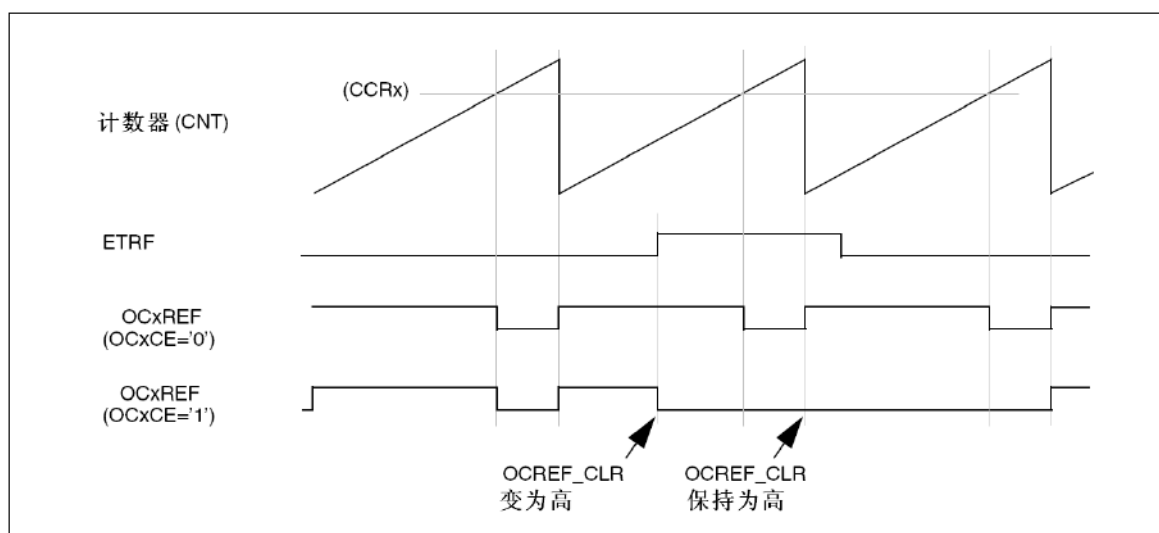 (CCRx)
计数器(CNT)
ETRF
OCxREF
(OCxCE='0')
OCxREF
(OCxCE='1')
OCREF_CLR
变为高
OCREF_CLR
保持为高